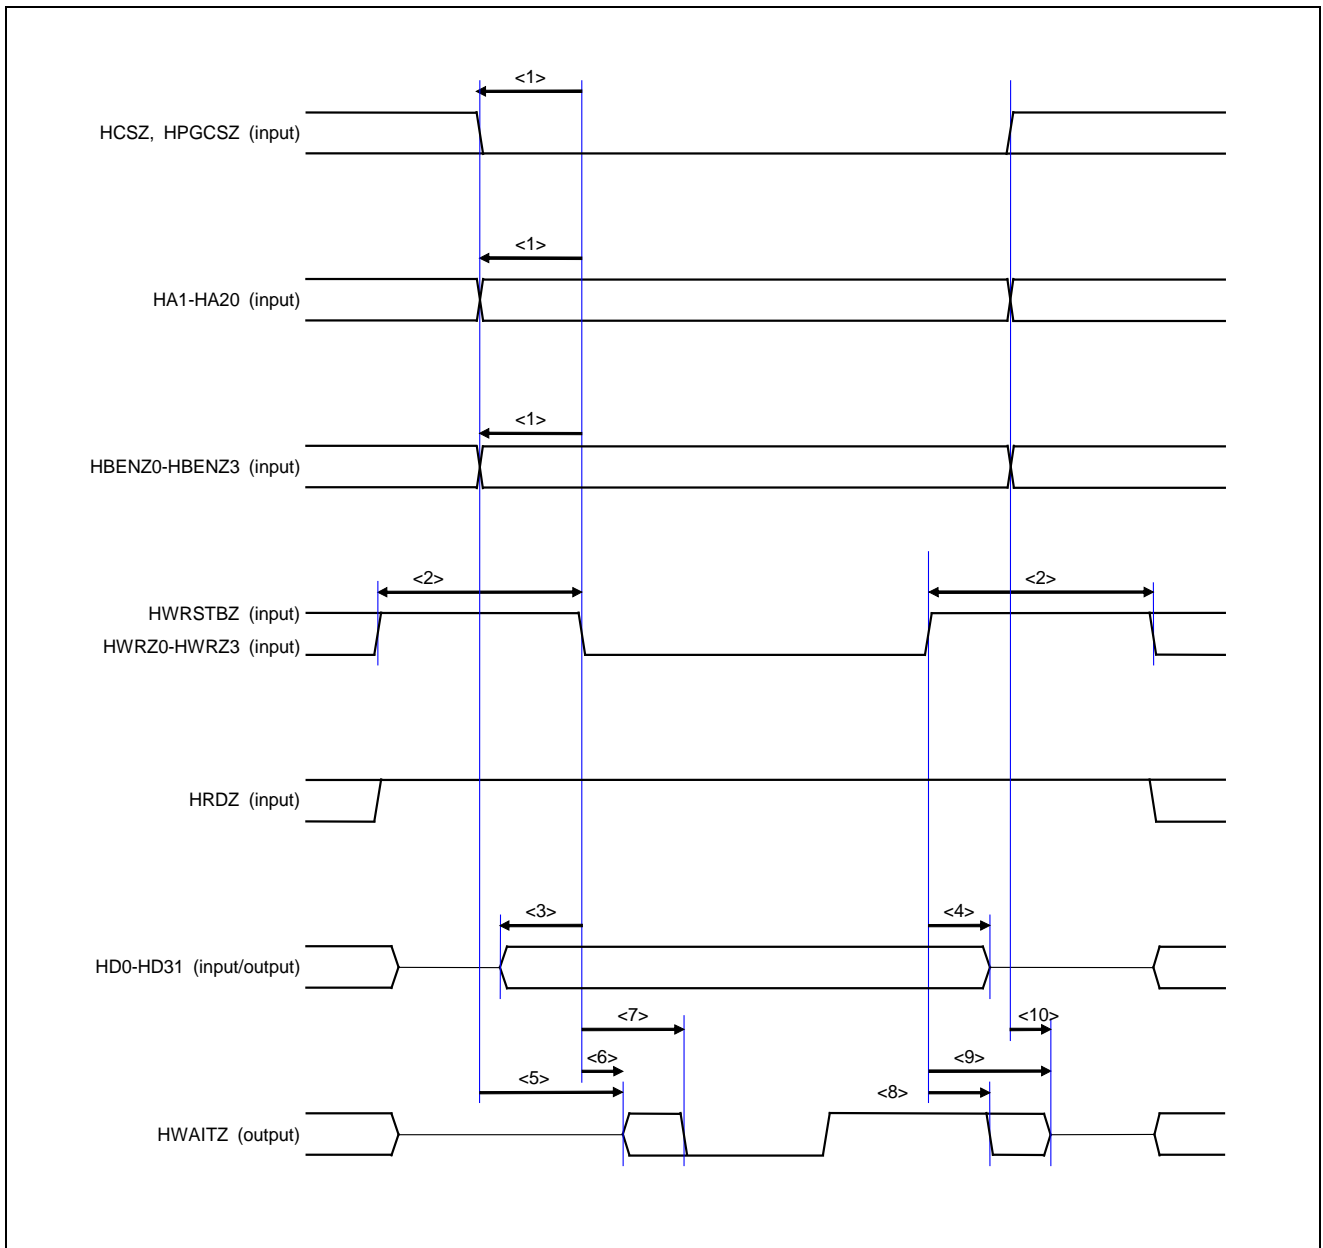 <1>
HCSZ, HPGCSZ (input)
<1>
HA1-HA20 (input)
<1>
HBENZ0-HBENZ3 (input)
<2> <2>
HWRSTBZ (input)
HWRZ0-HWRZ3 (input)
HRDZ (input)
<3> <4>
HD0-HD31 (input/output)
<7> <10>
<6> <9>
<5> <8>
HWAITZ (output)